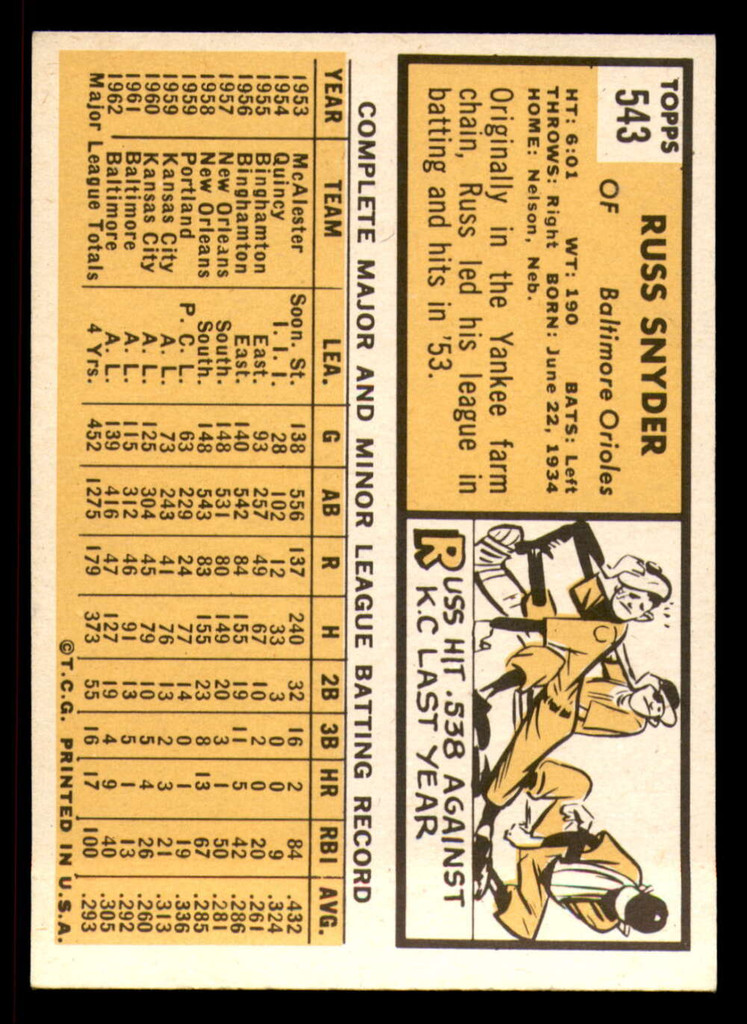 TOPPS
543
RUSS SNYDER
OF Baltimore Orioles
HT: 6:01 WT: 190 BATS: Left
THROWS: Right BORN: June 22, 1934
HOME: Nelson, Neb.
Originally in the Yankee farm
chain, Russ led his league in
batting and hits in '53.
RUSS HIT .538 AGAINST
K.C LAST YEAR
COMPLETE MAJOR AND MINOR LEAGUE BATTING RECORD
YEAR TEAM LEA. G AB R H 2B 3B HR RBI AVG.
1953 McAlester Soon. St. 138 556 137 240 32 16 2 84 .432
1954 Quincy I. I. I. 28 102 12 33 3 0 0 9 .324
1955 Binghamton East. 93 257 49 67 10 2 0 20 .261
1956 Binghamton East. 140 542 84 155 19 11 5 42 .286
1957 New Orleans South. 148 531 80 149 20 3 1 50 .281
1958 New Orleans South. 148 543 83 155 23 8 13 67 .285
1959 Portland P. C. L. 63 229 24 77 14 0 1 19 .336
1959 Kansas City A. L. 73 243 41 76 13 2 3 21 .313
1960 Kansas City A. L. 125 304 45 79 10 5 4 26 .260
1961 Baltimore A. L. 115 312 46 91 13 5 1 13 .292
1962 Baltimore A. L. 139 416 47 127 19 4 9 40 .305
Major League Totals 4 Yrs. 452 1275 179 373 55 16 17 100 .293
©T.C.G. PRINTED IN U.S.A.